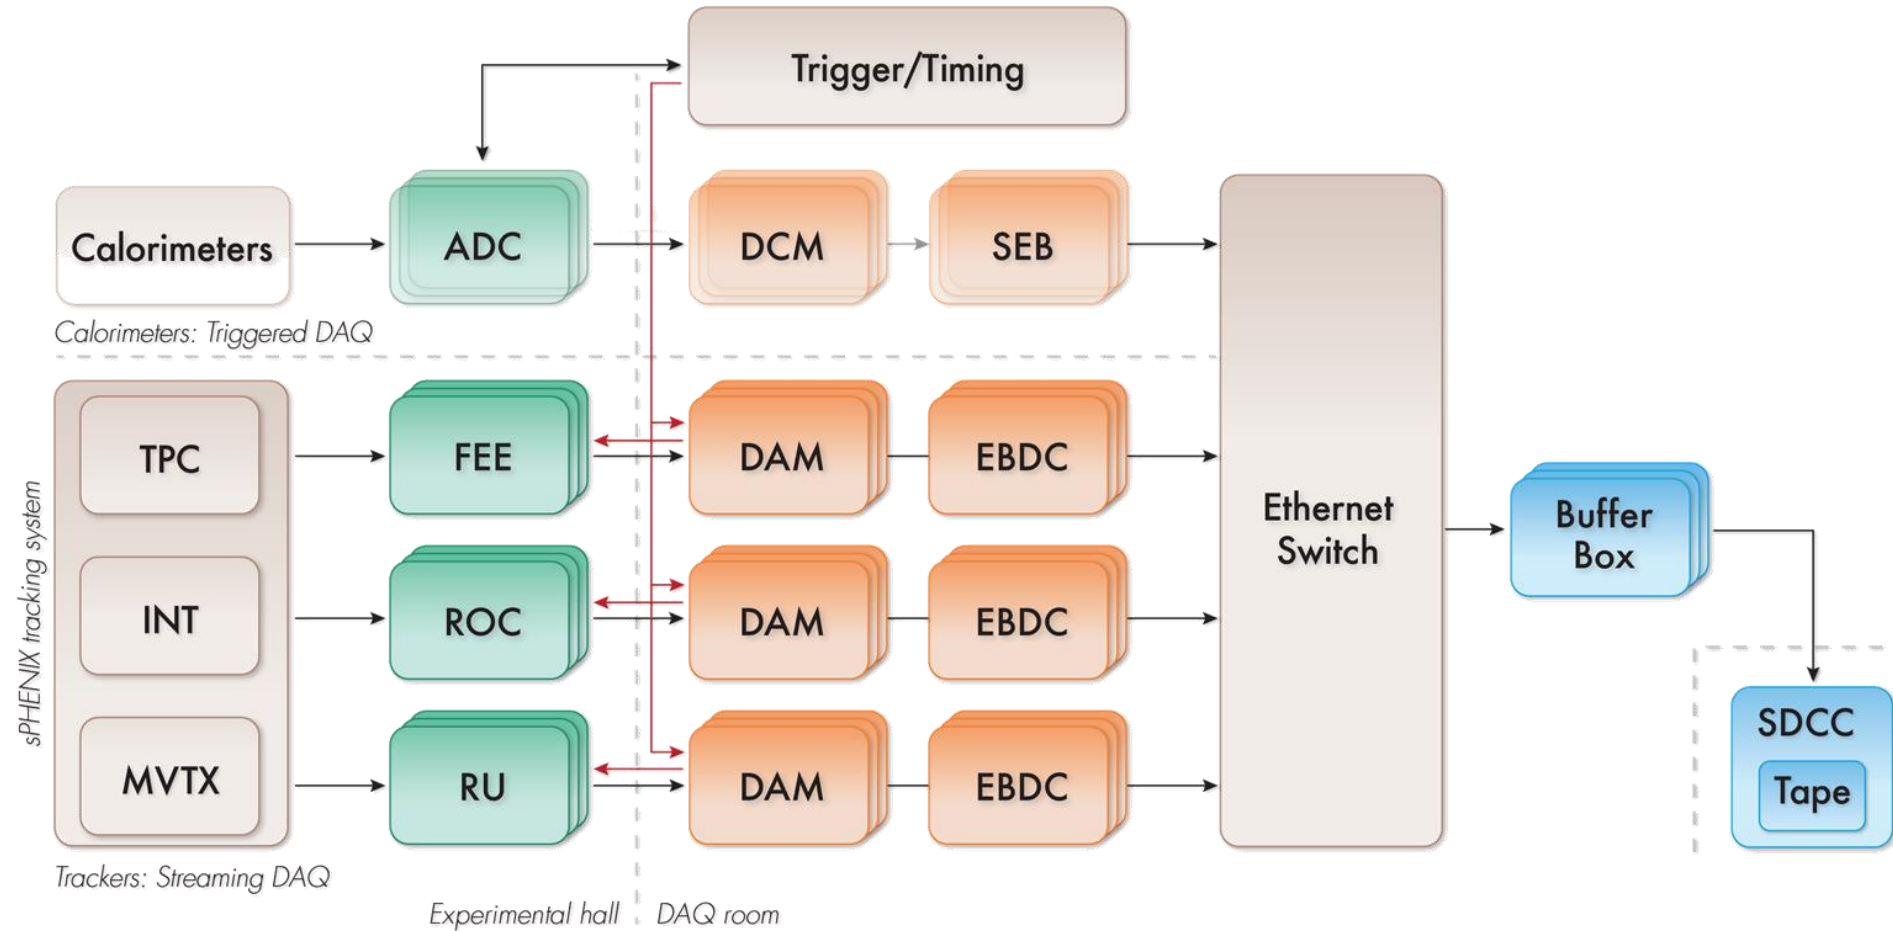 Trigger/Timing
Calorimeters
ADC
DCM
SEB
Calorimeters: Triggered DAQ
sPHENIX tracking system
TPC
FEE
DAM
EBDC
INT
ROC
DAM
EBDC
MVTX
RU
DAM
EBDC
Ethernet
Switch
Buffer
Box
SDCC
Tape
Trackers: Streaming DAQ
Experimental hall
DAQ room